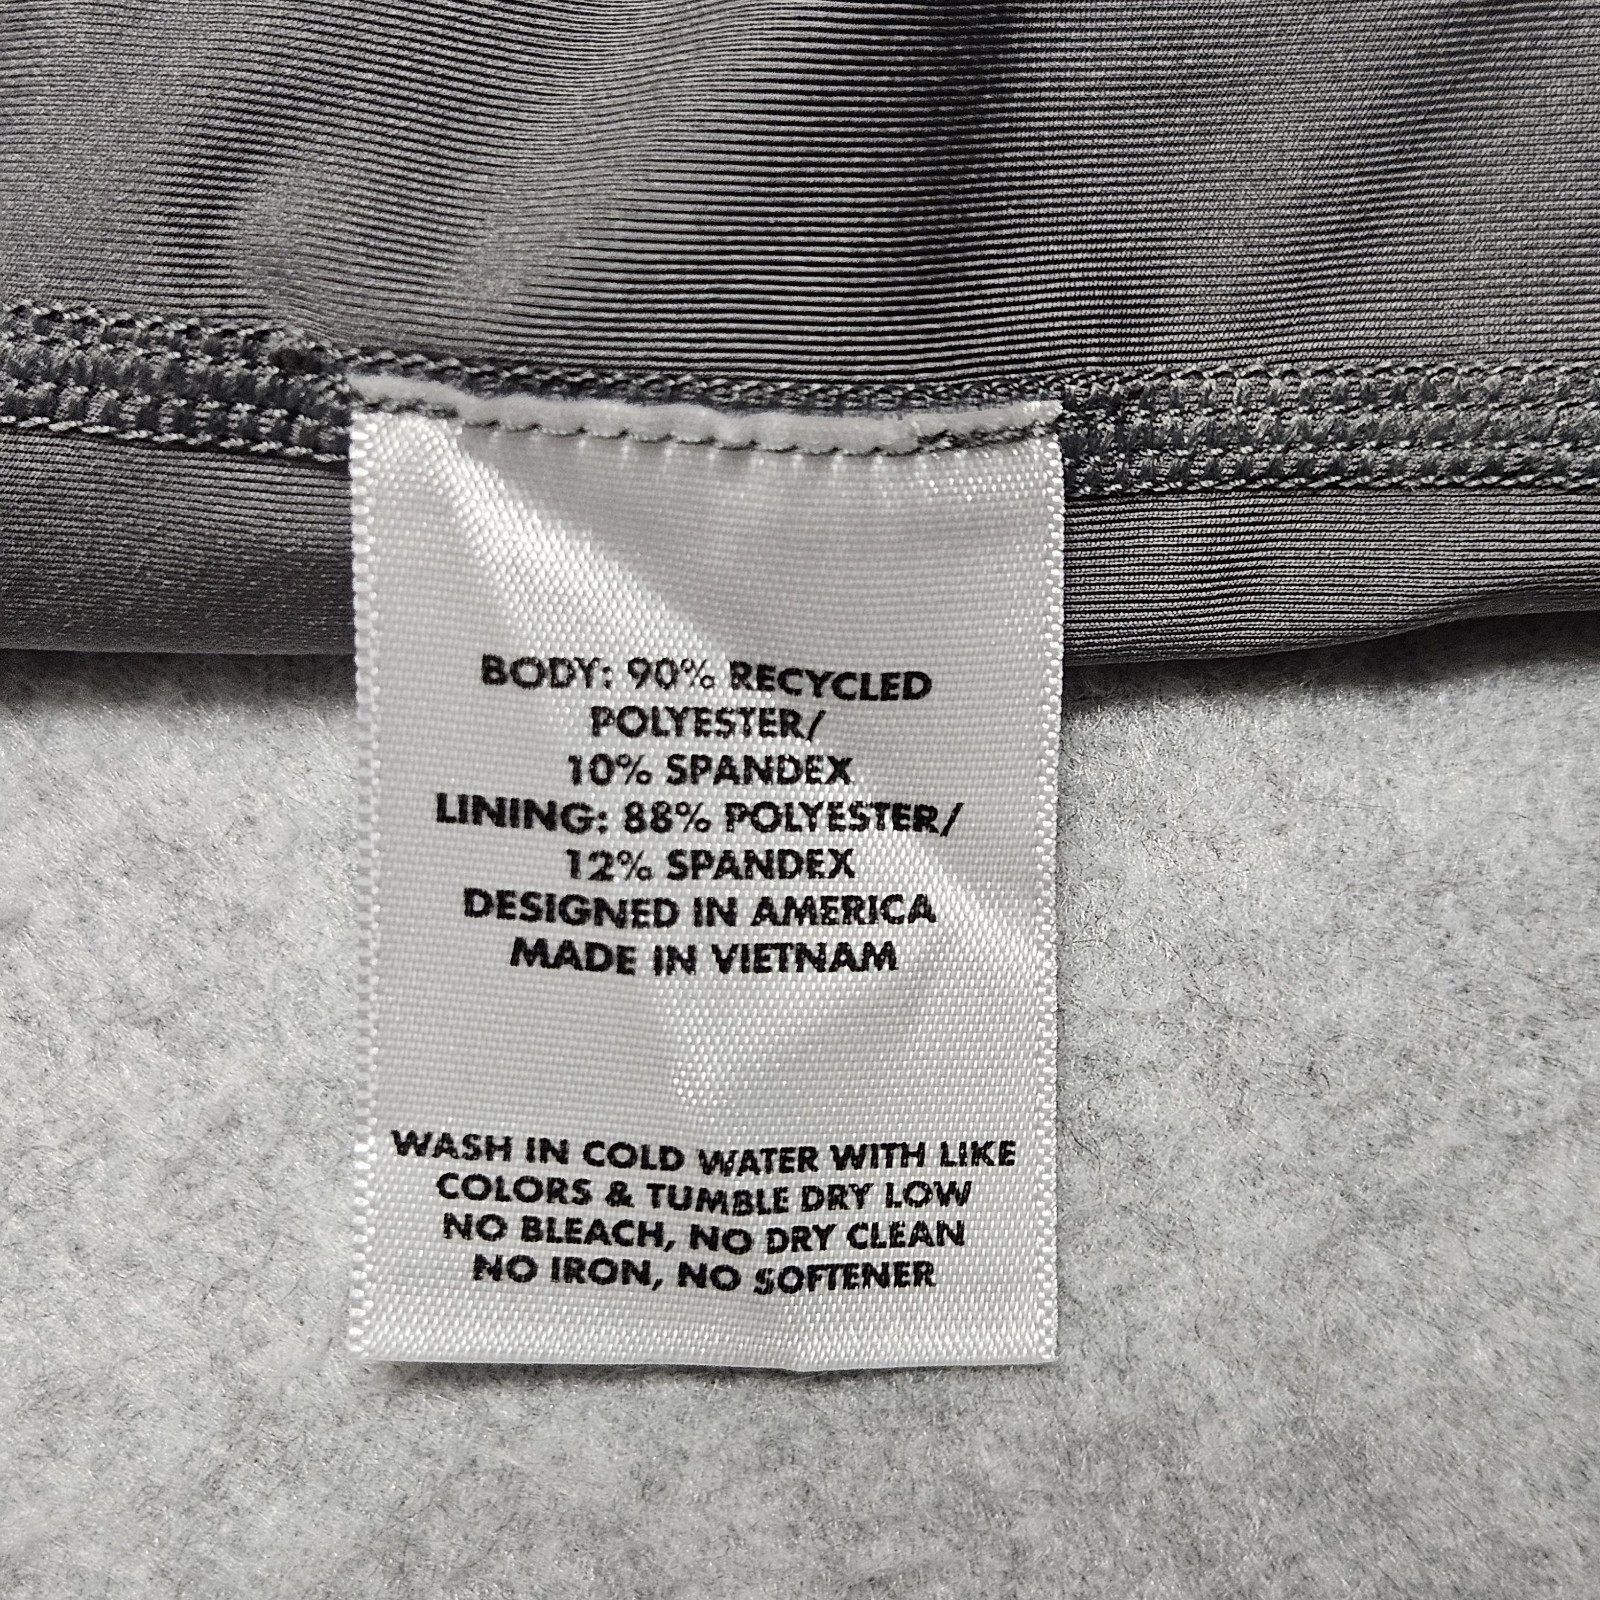 BODY: 90% RECYCLED
POLYESTER/
10% SPANDEX
LINING: 88% POLYESTER/
12% SPANDEX
DESIGNED IN AMERICA
MADE IN VIETNAM
WASH IN COLD WATER WITH LIKE
COLORS & TUMBLE DRY LOW
NO BLEACH, NO DRY CLEAN
NO IRON, NO SOFTENER